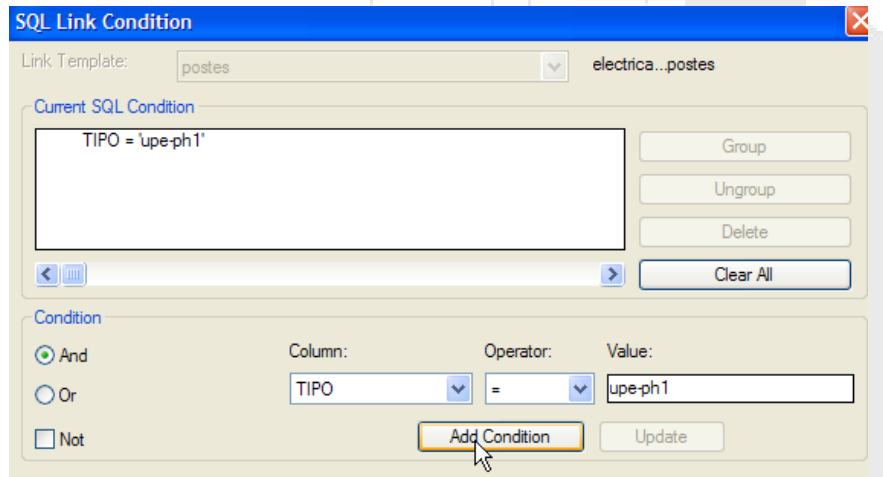 SQL Link Condition
Link Template: postes electrica...postes
Current SQL Condition
TIPO = 'upe-ph1'
Group
Ungroup
Delete
Clear All
Condition
And
Or
Not
Column: Operator: Value:
TIPO = upe-ph1
Add Condition Update